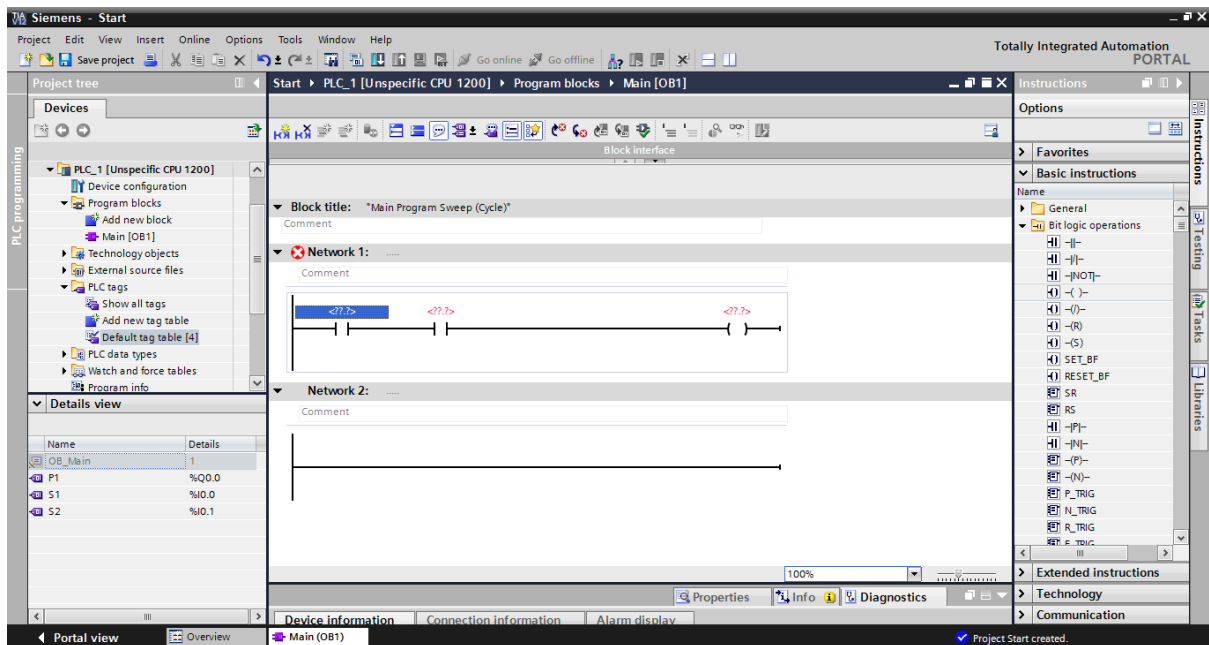 Siemens - Start
Project Edit View Insert Online Options Tools Window Help
Totally Integrated Automation
PORTAL
Save project
Go online
Go offline
Project tree
Devices
PLC programming
PLC_1 [Unspecific CPU 1200]
Device configuration
Program blocks
Add new block
Main [OB1]
Technology objects
External source files
PLC tags
Show all tags
Add new tag table
Default tag table [4]
PLC data types
Watch and force tables
Program info
Details view
Name Details
OB_Main 1
P1 %Q0.0
S1 %I0.0
S2 %I0.1
Start PLC_1 [Unspecific CPU 1200] Program blocks Main [OB1]
Block interface
Block title: "Main Program Sweep (Cycle)"
Comment
Network 1: .....
Comment
<??.?> <??.?> <??.?>
Network 2: .....
Comment
100%
Properties Info Diagnostics
Device information Connection information Alarm display
Instructions
Options
Favorites
Basic instructions
Name
General
Bit logic operations
-||-
-|/|-
-|NOT|-
-( )-
-(/)-
-(R)
-(S)
SET_BF
RESET_BF
SR
RS
-|P|-
-|N|-
-(P)-
-(N)-
P_TRIG
N_TRIG
R_TRIG
F_TRIG
Extended instructions
Technology
Communication
Instructions
Testing
Tasks
Libraries
Portal view Overview Main (OB1) Project Start created.